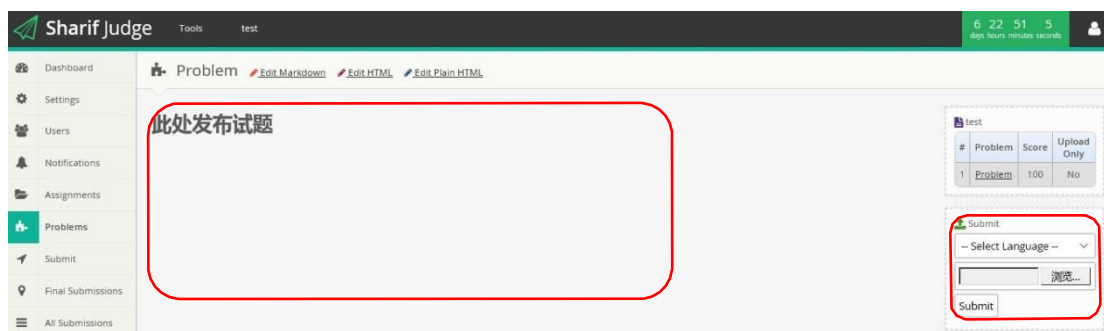 Sharif Judge Tools test 6 22 51 5
days hours minutes seconds
Dashboard
Settings
Users
Notifications
Assignments
Problems
Submit
Final Submissions
All Submissions
Problem Edit Markdown Edit HTML Edit Plain HTML
此处发布试题
test
# Problem Score Upload Only
1 Problem 100 No
Submit
-- Select Language --
浏览...
Submit